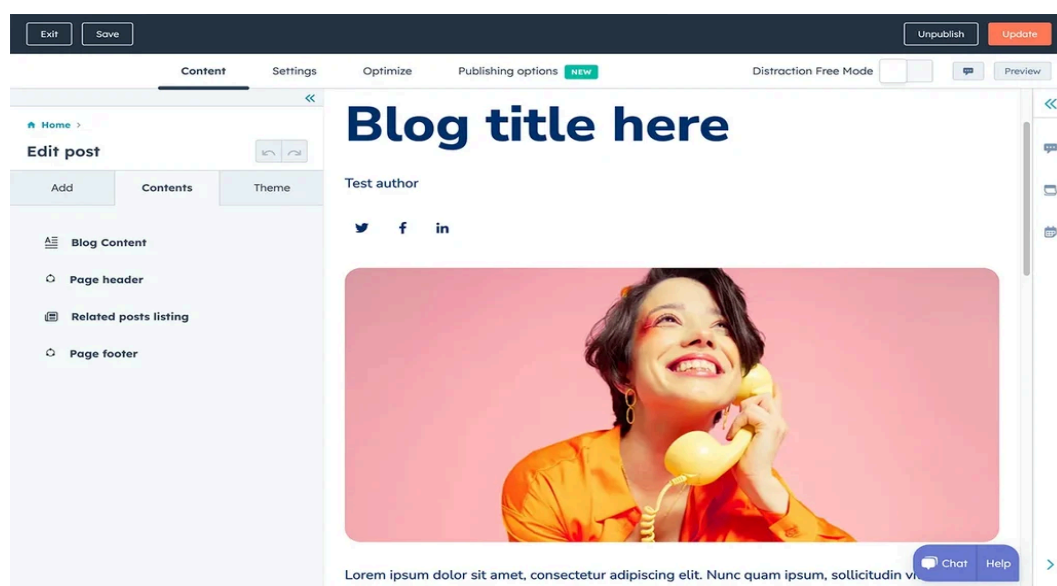 Exit Save Unpublish Update
Content Settings Optimize Publishing options NEW Distraction Free Mode Preview
Home
Edit post
Add Contents Theme
Blog Content
Page header
Related posts listing
Page footer
Blog title here
Test author
Lorem ipsum dolor sit amet, consectetur adipiscing elit. Nunc quam ipsum, sollicitudin
Chat Help